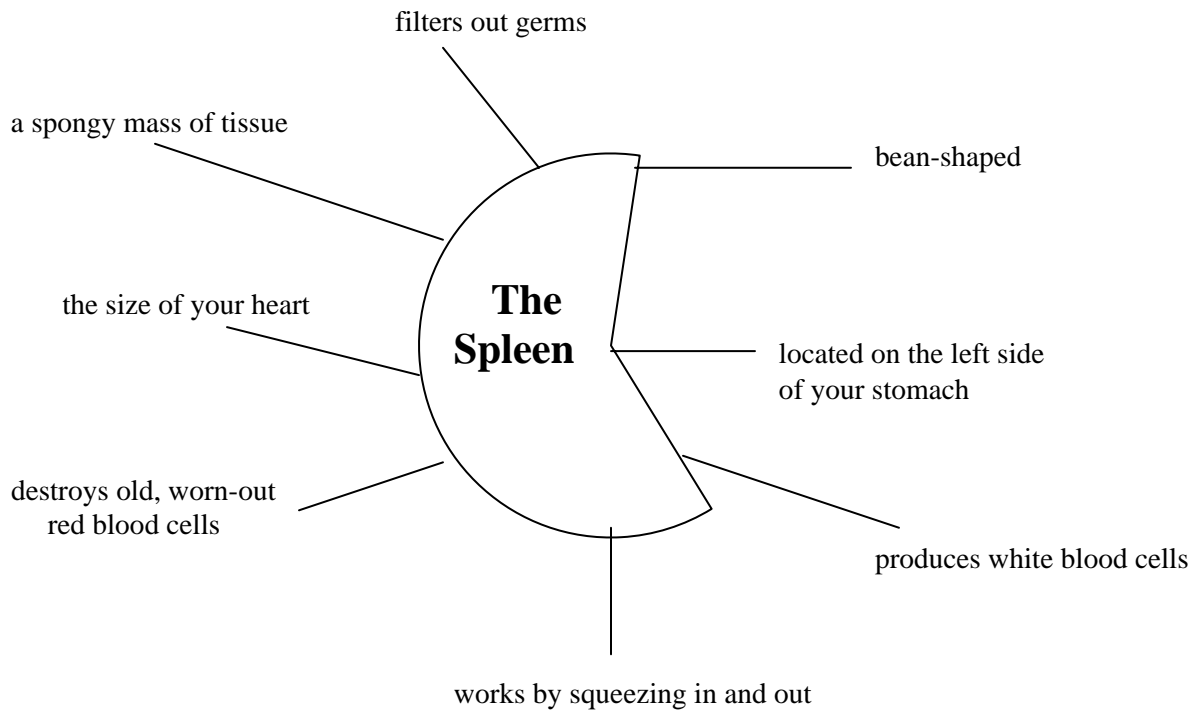 filters out germs
a spongy mass of tissue
bean-shaped
the size of your heart
The
Spleen
located on the left side
of your stomach
destroys old, worn-out
red blood cells
produces white blood cells
works by squeezing in and out